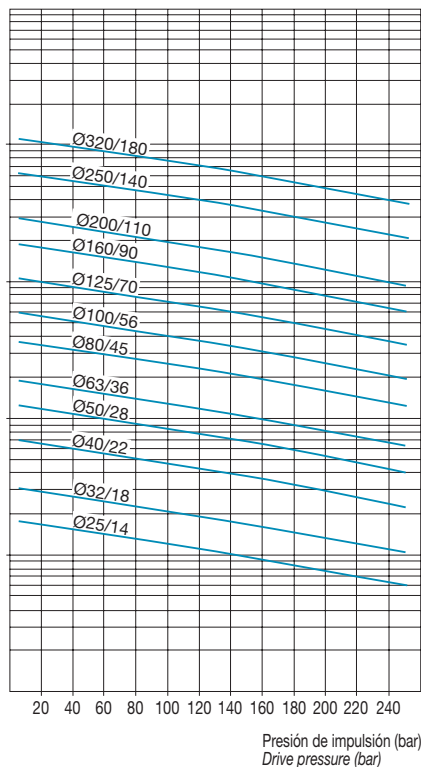 Ø320/180
Ø250/140
Ø200/110
Ø160/90
Ø125/70
Ø100/56
Ø80/45
Ø63/36
Ø50/28
Ø40/22
Ø32/18
Ø25/14
20 40 60 80 100 120 140 160 180 200 220 240
Presión de impulsión (bar)
Drive pressure (bar)